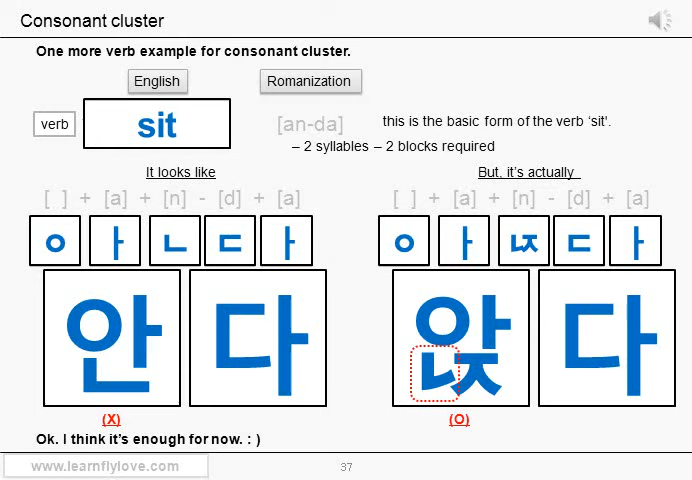 Consonant cluster
One more verb example for consonant cluster.
English
Romanization
verb
sit
[an-da]
this is the basic form of the verb ‘sit’.
– 2 syllables – 2 blocks required
It looks like
[ ] + [a] + [n] - [d] + [a]
ㅇ ㅏ ㄴ ㄷ ㅏ
안 다
(X)
But, it’s actually
[ ] + [a] + [n] - [d] + [a]
ㅇ ㅏ ㄵ ㄷ ㅏ
앉 다
(O)
Ok. I think it’s enough for now. : )
www.learnflylove.com
37